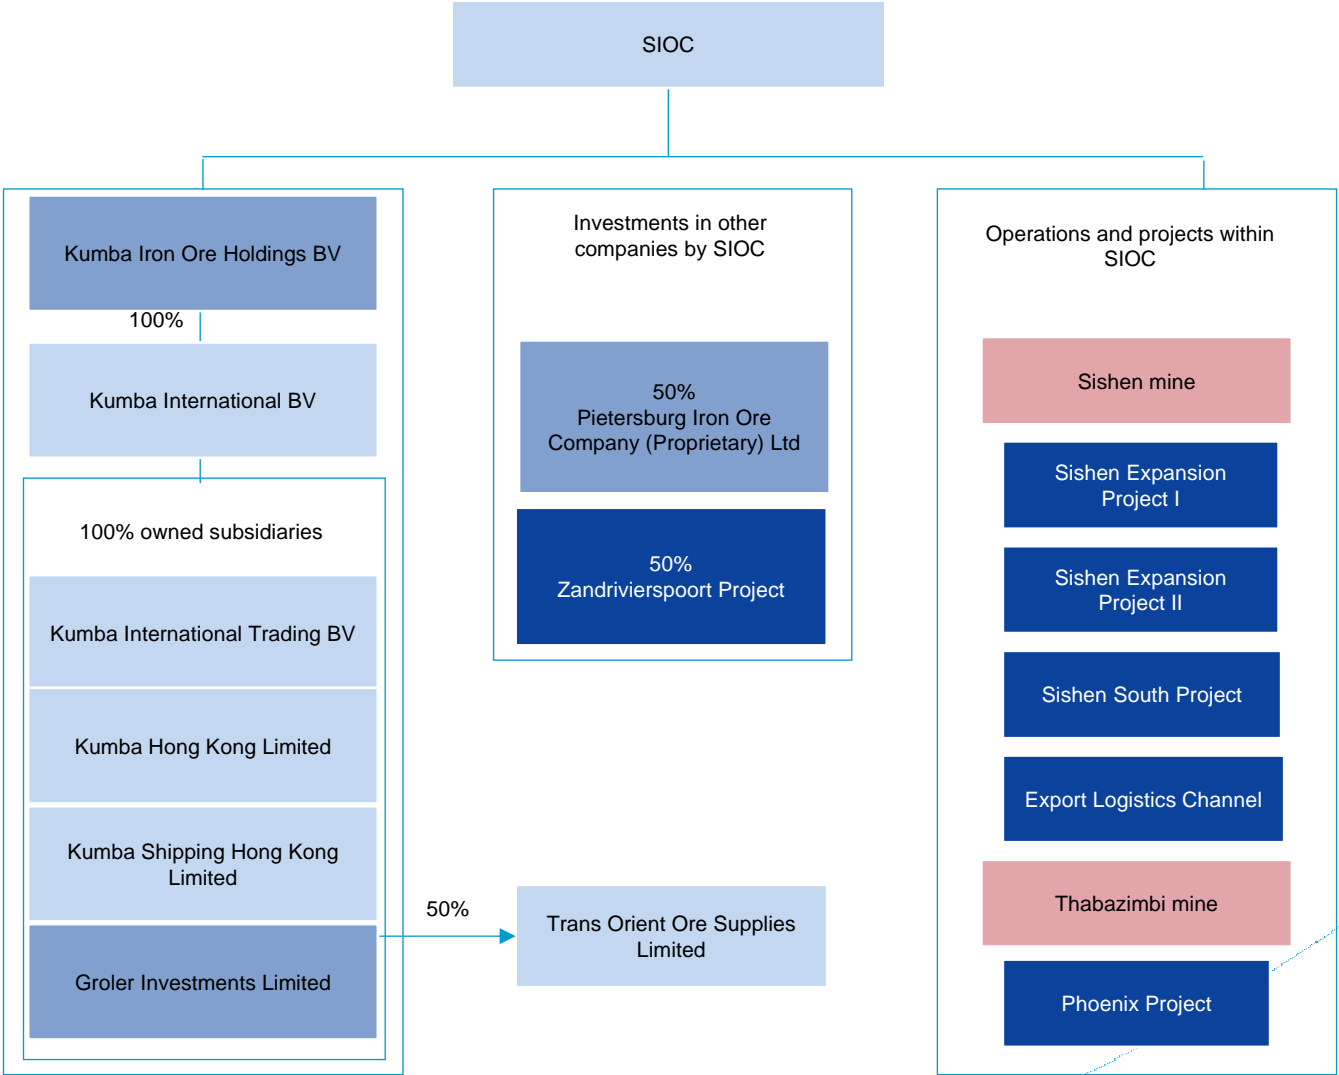 SIOC
Kumba Iron Ore Holdings BV
100%
Kumba International BV
100% owned subsidiaries
Kumba International Trading BV
Kumba Hong Kong Limited
Kumba Shipping Hong Kong
Limited
Groler Investments Limited
50%
Trans Orient Ore Supplies
Limited
Investments in other
companies by SIOC
50%
Pietersburg Iron Ore
Company (Proprietary) Ltd
50%
Zandrivierspoort Project
Operations and projects within
SIOC
Sishen mine
Sishen Expansion
Project I
Sishen Expansion
Project II
Sishen South Project
Export Logistics Channel
Thabazimbi mine
Phoenix Project